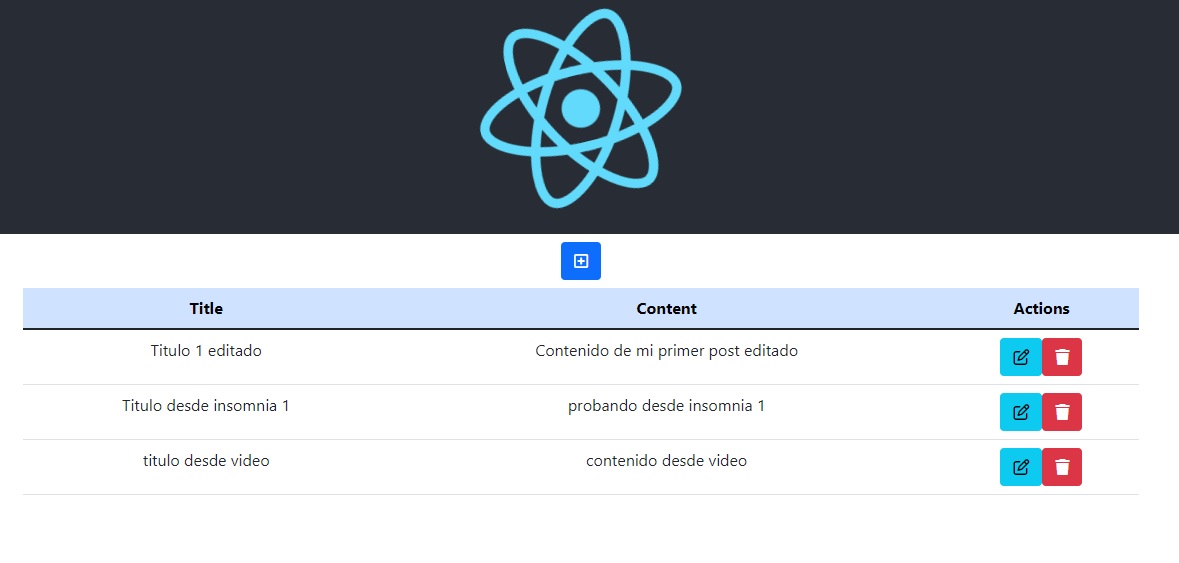 Title Content Actions
Titulo 1 editado Contenido de mi primer post editado
Titulo desde insomnia 1 probando desde insomnia 1
titulo desde video contenido desde video